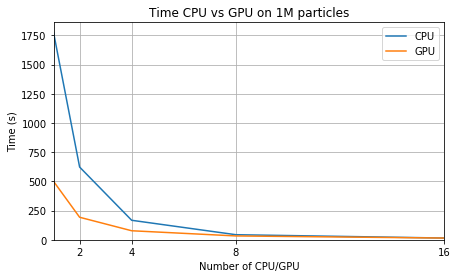 Time CPU vs GPU on 1M particles
1750
1500
1250
1000
750
500
250
0
Time (s)
CPU
GPU
2 4 8 16
Number of CPU/GPU